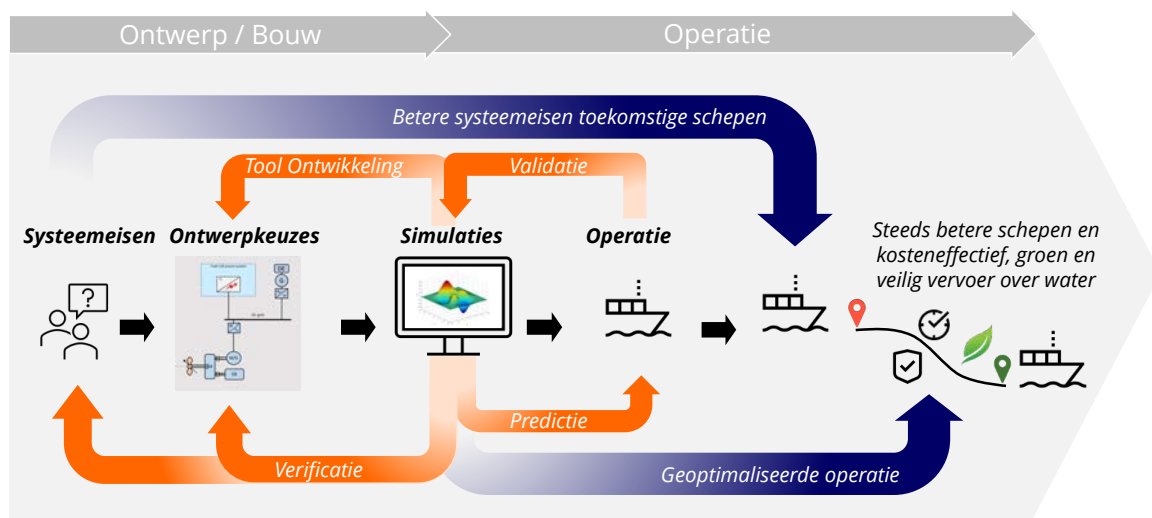 Ontwerp / Bouw
Operatie
Betere systeemeisen toekomstige schepen
Tool Ontwikkeling
Validatie
Systeemeisen
Ontwerpkeuzes
Simulaties
Operatie
Steeds betere schepen en
kosteneffectief, groen en
veilig vervoer over water
?
Predictie
Verificatie
Geoptimaliseerde operatie